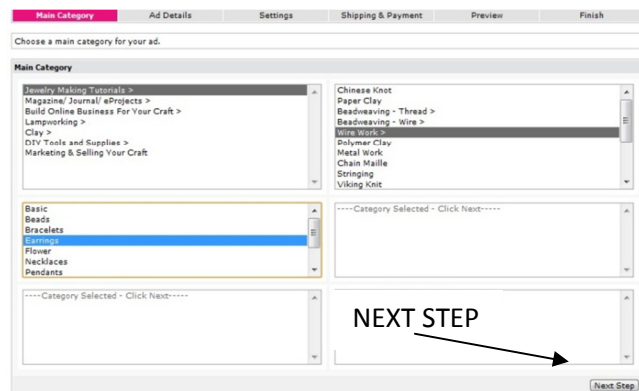 Main Category Ad Details Settings Shipping & Payment Preview Finish
Choose a main category for your ad.
Main Category
Jewelry Making Tutorials >
Magazine/ Journal/ eProjects >
Build Online Business For Your Craft >
Lampworking >
Clay >
DIY Tools and Supplies >
Marketing & Selling Your Craft
Chinese Knot
Paper Clay
Beadweaving - Thread >
Beadweaving - Wire >
Wire Work >
Polymer Clay
Metal Work
Chain Maille
Stringing
Viking Knit
Basic
Beads
Bracelets
Earrings
Flower
Necklaces
Pendants
----Category Selected - Click Next-----
----Category Selected - Click Next-----
NEXT STEP
Next Step